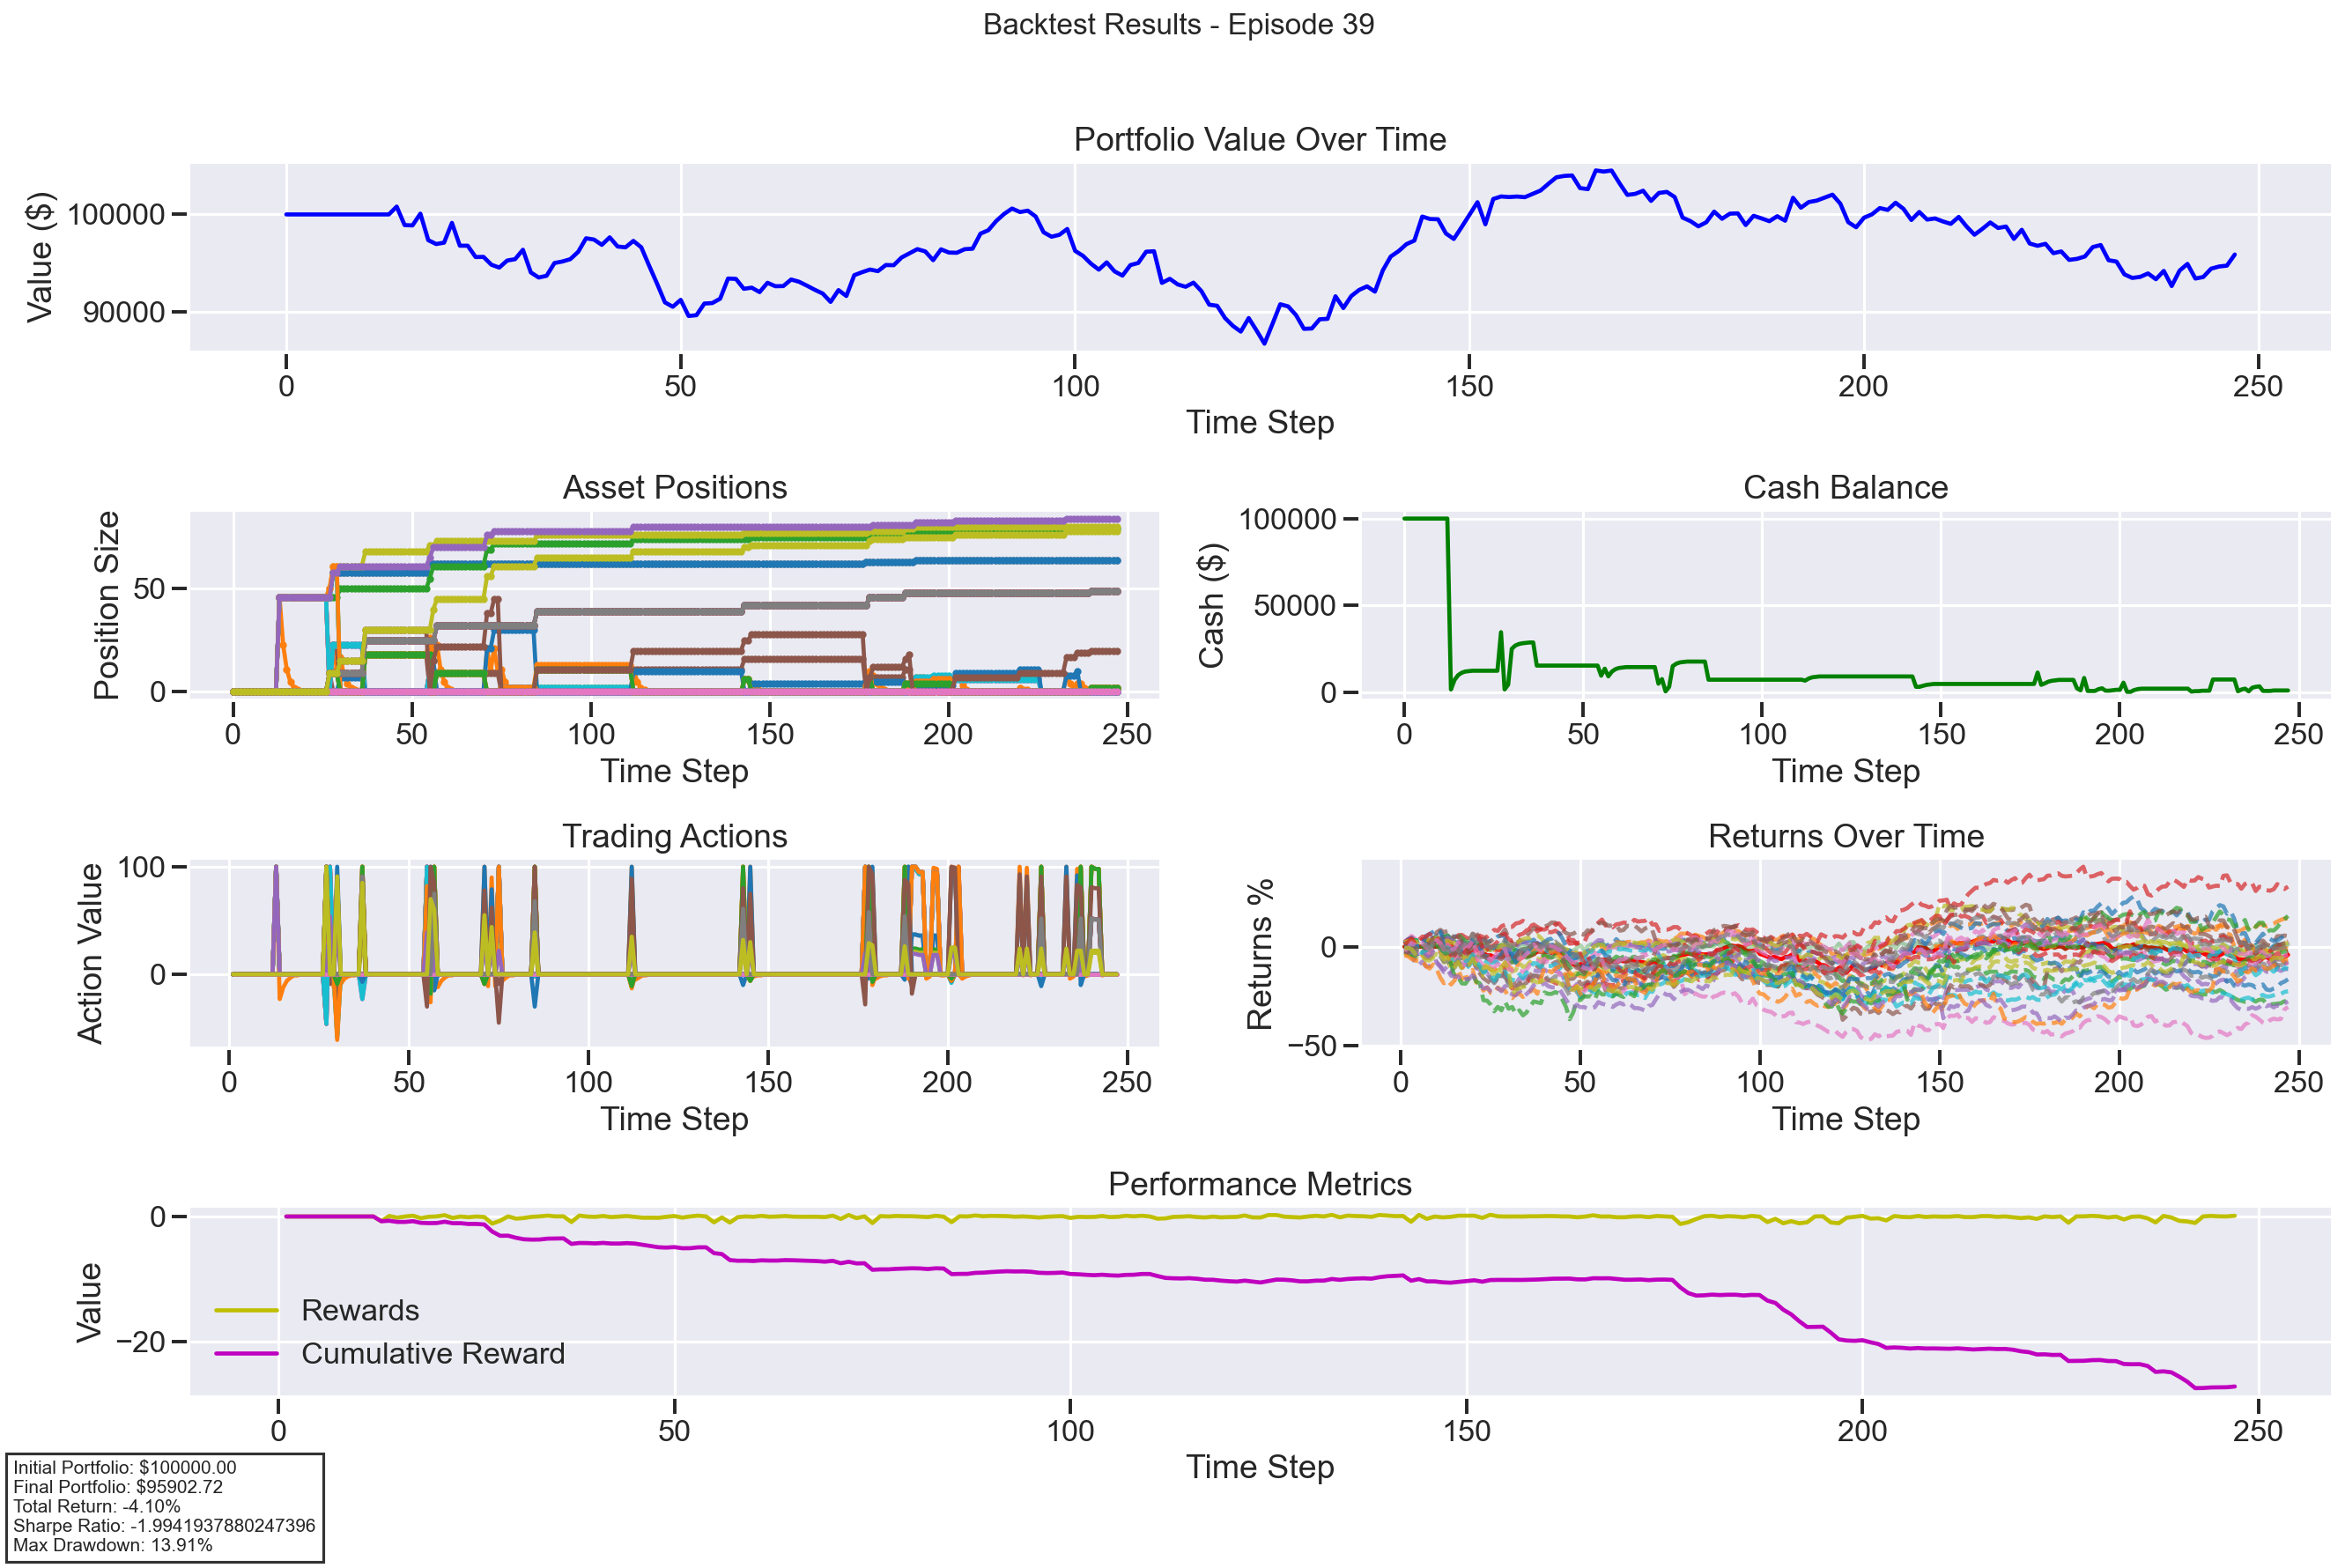 Backtest Results - Episode 39
Portfolio Value Over Time
Value ($)
100000
90000
0 50 100 150 200 250
Time Step
Asset Positions
Position Size
50
0
0 50 100 150 200 250
Time Step
Cash Balance
Cash ($)
100000
50000
0
0 50 100 150 200 250
Time Step
Trading Actions
Action Value
100
0
0 50 100 150 200 250
Time Step
Returns Over Time
Returns %
0
−50
0 50 100 150 200 250
Time Step
Performance Metrics
Value
0
−20
Rewards
Cumulative Reward
0 50 100 150 200 250
Time Step
Initial Portfolio: $100000.00
Final Portfolio: $95902.72
Total Return: -4.10%
Sharpe Ratio: -1.9941937880247396
Max Drawdown: 13.91%